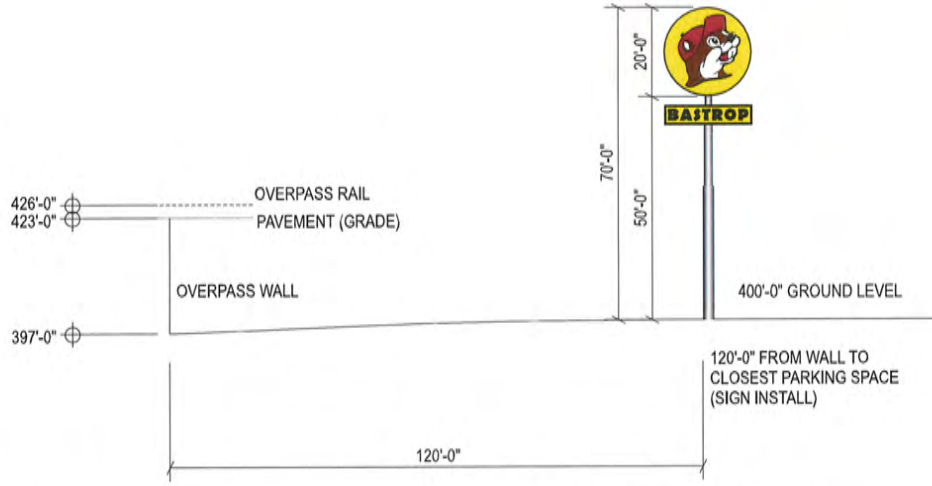 20'-0"
BASTROP
70'-0"
50'-0"
426'-0"
OVERPASS RAIL
423'-0"
PAVEMENT (GRADE)
OVERPASS WALL
400'-0" GROUND LEVEL
397'-0"
120'-0" FROM WALL TO
CLOSEST PARKING SPACE
(SIGN INSTALL)
120'-0"